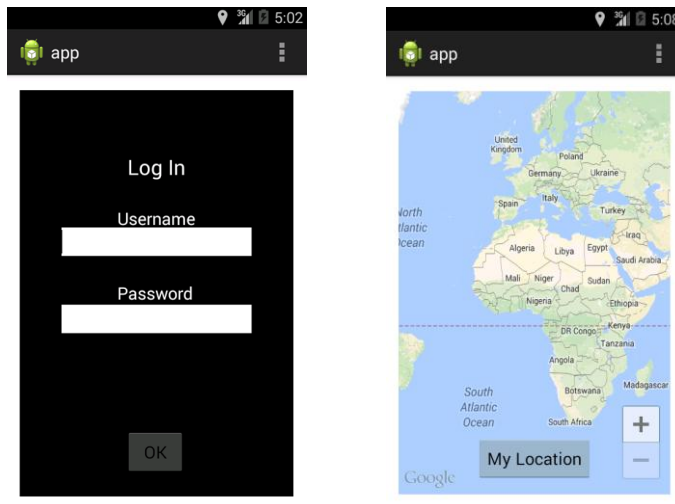 3G 5:02
app
Log In
Username
Password
OK
3G 5:08
app
United
Kingdom
Poland
Germany
Ukraine
Spain
Italy
Turkey
North
Atlantic
Ocean
Iraq
Algeria
Libya
Egypt
Saudi Arabia
Mali
Niger
Sudan
Chad
Nigeria
Ethiopia
Kenya
DR Congo
Tanzania
Angola
Botswana
Madagascar
South
Atlantic
Ocean
South Africa
+
My Location
−
Google